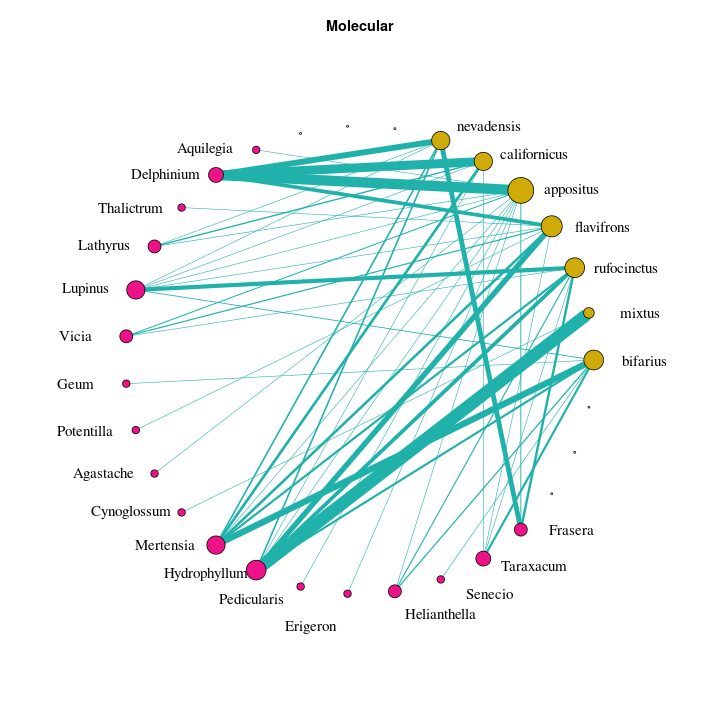 Molecular
nevadensis
Aquilegia
californicus
Delphinium
appositus
Thalictrum
flavifrons
Lathyrus
rufocinctus
Lupinus
mixtus
Vicia
bifarius
Geum
Potentilla
Agastache
Cynoglossum
Frasera
Mertensia
Taraxacum
Hydrophyllum
Senecio
Pedicularis
Helianthella
Erigeron